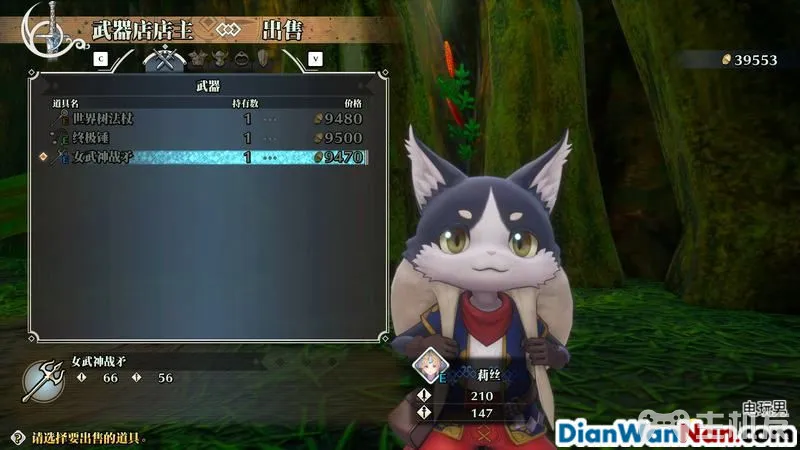 武器店店主 出售
39553
C V
武器
道具名 持有数 价格
E 世界树法杖 1 ··· 9480
E 终极锤 1 ··· 9500
E 女武神战矛 1 ··· 9470
女武神战矛
66 56
E 莉丝
210
147
请选择要出售的道具。
电玩男
DianWanNan.com